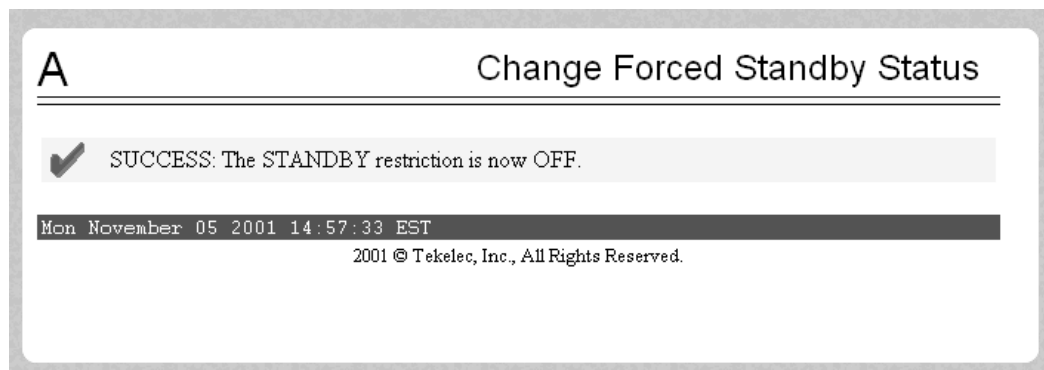 A
Change Forced Standby Status
SUCCESS: The STANDBY restriction is now OFF.
Mon November 05 2001 14:57:33 EST
2001 © Tekelec, Inc., All Rights Reserved.